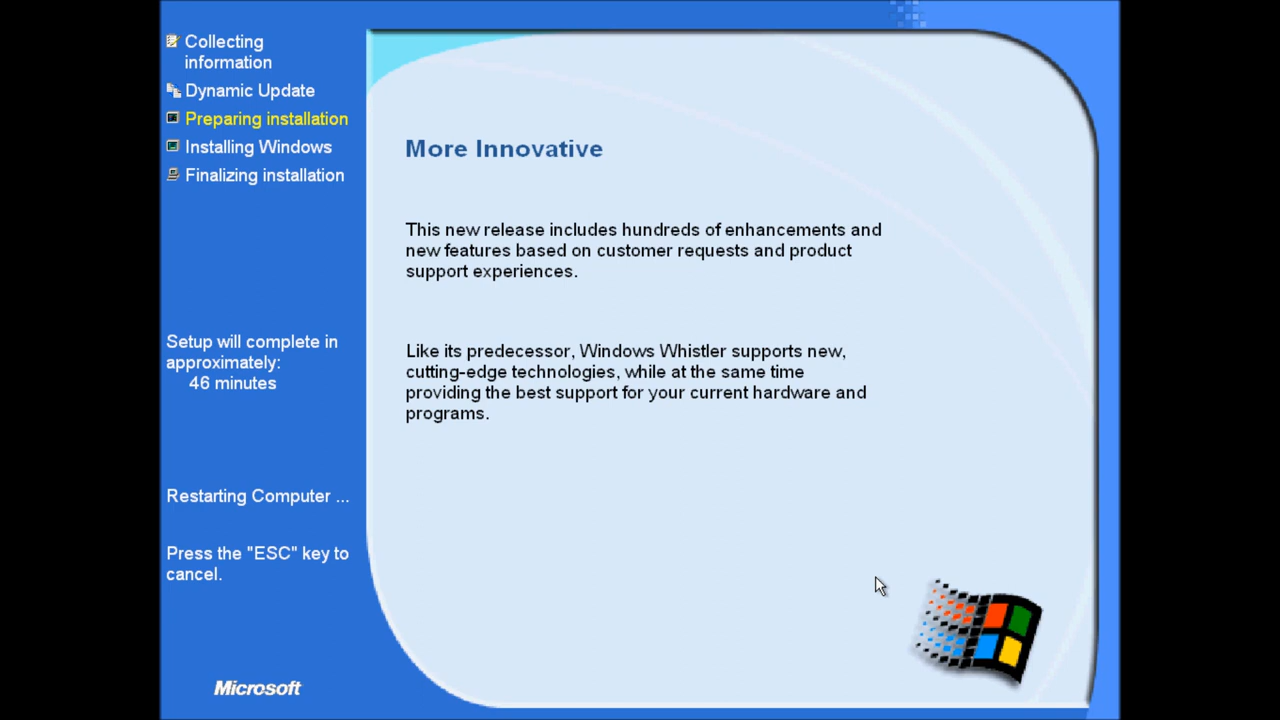 Collecting
information
Dynamic Update
Preparing installation
Installing Windows
Finalizing installation
Setup will complete in
approximately:
46 minutes
Restarting Computer ...
Press the "ESC" key to
cancel.
Microsoft
More Innovative
This new release includes hundreds of enhancements and
new features based on customer requests and product
support experiences.
Like its predecessor, Windows Whistler supports new,
cutting-edge technologies, while at the same time
providing the best support for your current hardware and
programs.